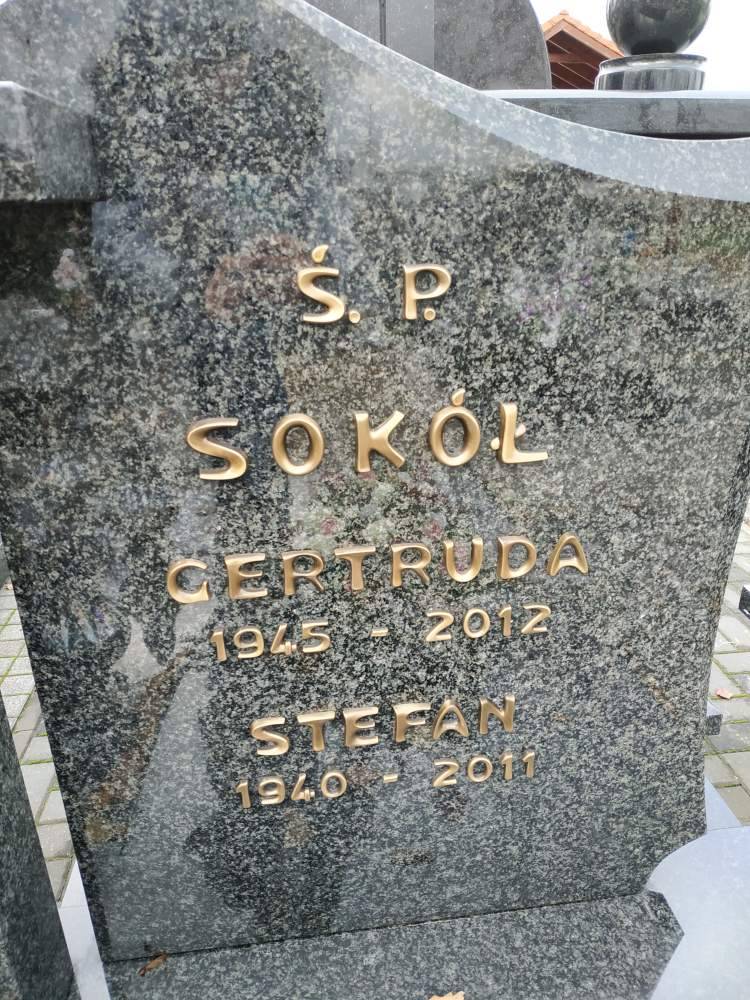 Ś. P.
SOKÓŁ
GERTRUDA
1945 - 2012
STEFAN
1940 - 2011